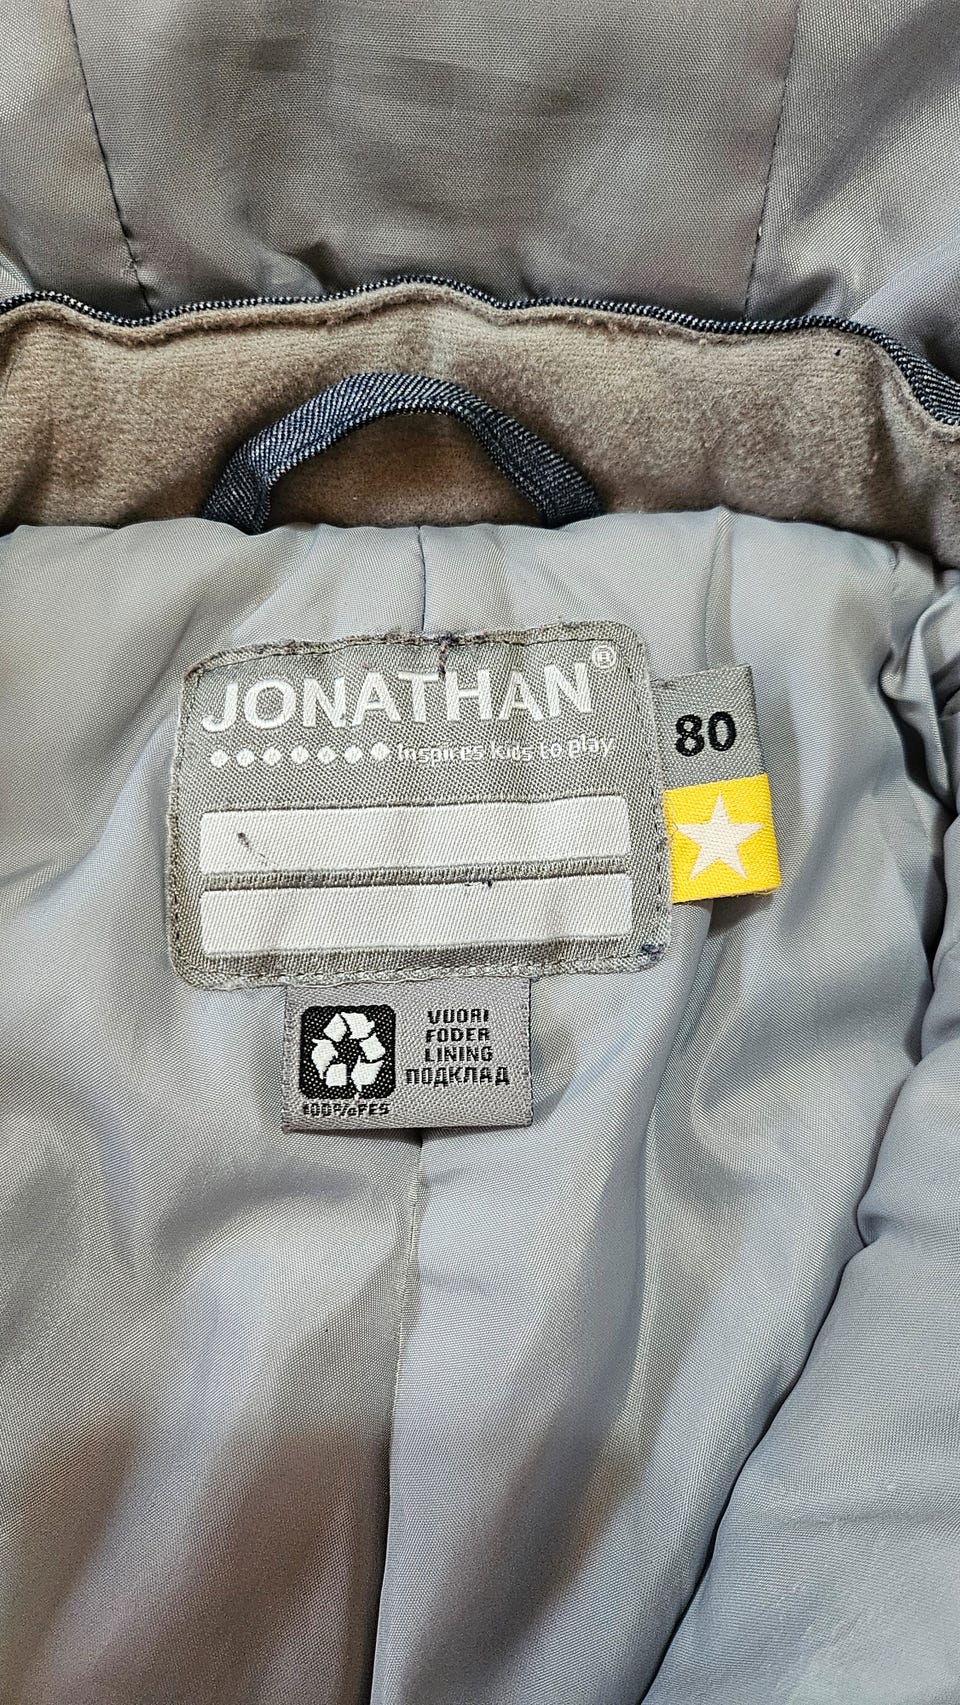 JONATHAN®
Inspires kids to play
80
VUORI
FODER
LINING
ПОДКЛАД
100%PES